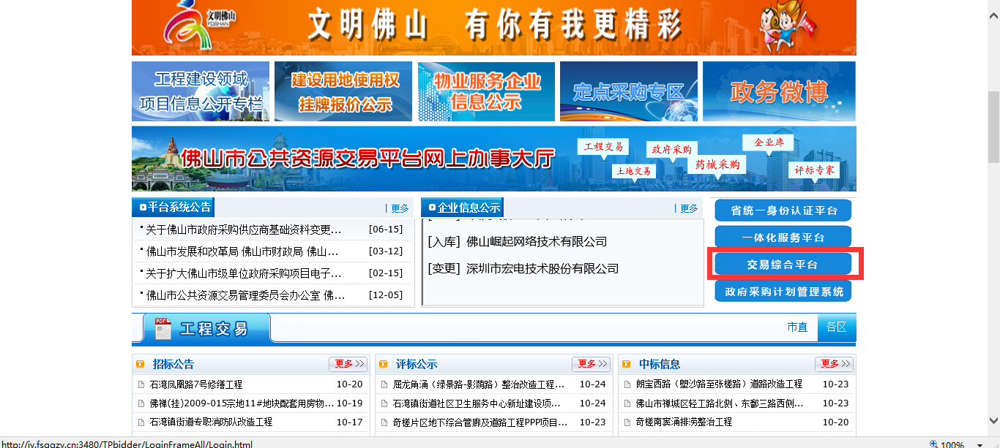 文明佛山
FOSHAN
文明佛山 有你有我更精彩
工程建设领域
项目信息公开专栏
建设用地使用权
挂牌报价公示
物业服务企业
信息公示
定点采购专区
政务微博
佛山市公共资源交易平台网上办事大厅
工程交易
土地交易
政府采购
药械采购
企业库
评标专家
平台系统公告
更多
·关于佛山市政府采购供应商基础资料变更... [06-15]
·佛山市发展和改革局 佛山市财政局 佛山... [03-12]
·关于扩大佛山市级单位政府采购项目电子... [02-15]
·佛山市公共资源交易管理委员会办公室 佛... [12-05]
企业信息公示
更多
[入库] 佛山崛起网络技术有限公司
[变更] 深圳市宏电技术股份有限公司
省统一身份认证平台
一体化服务平台
交易综合平台
政府采购计划管理系统
PDF
工程交易
市直
各区
招标公告
更多 >>
石湾凤凰路7号修缮工程 10-20
佛禅(挂)2009-015宗地11#地块配套用房物... 10-19
石湾镇街道专职消防队改造工程 10-17
评标公示
更多 >>
屈龙角涌（绿景路-影荫路）整治改造工程... 10-24
石湾镇街道社区卫生服务中心新址建设项... 10-24
奇槎片区地下综合管廊及道路工程PPP项目... 10-23
中标信息
更多 >>
朗宝西路（塱沙路至张槎路）道路改造工程 10-23
佛山市禅城区轻工路北侧、东鄱三路西侧... 10-23
奇槎南窦涌排涝整治工程 10-20
http://jy.fsggzy.cn:3480/TPbidder/LoginFrameAll/Login.html
100%